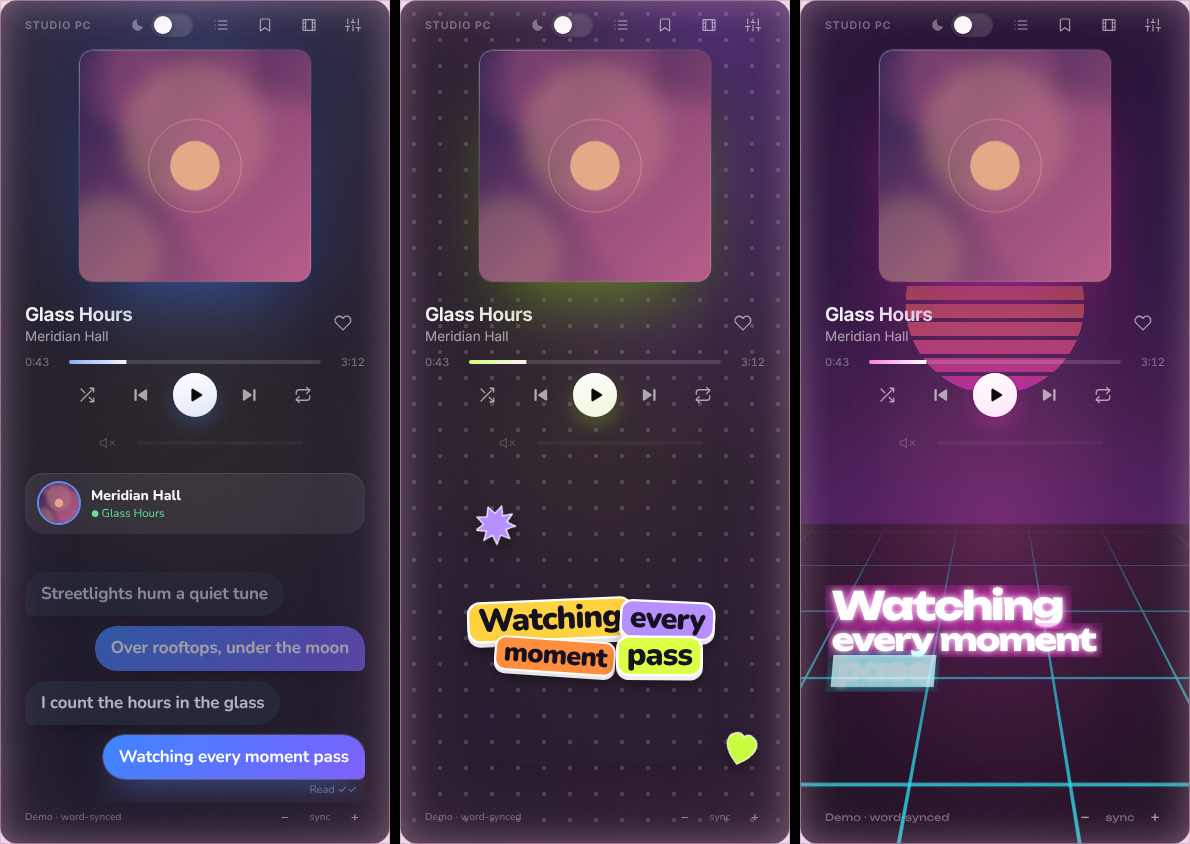 STUDIO PC
Glass Hours
Meridian Hall
0:43 3:12
Meridian Hall
Glass Hours
Streetlights hum a quiet tune
Over rooftops, under the moon
I count the hours in the glass
Watching every moment pass
Read
Demo · word-synced
− sync +
STUDIO PC
Glass Hours
Meridian Hall
0:43 3:12
Watching every
moment pass
Demo · word-synced
− sync +
STUDIO PC
Glass Hours
Meridian Hall
0:43 3:12
Watching
every moment
pass
Demo · word-synced
− sync +